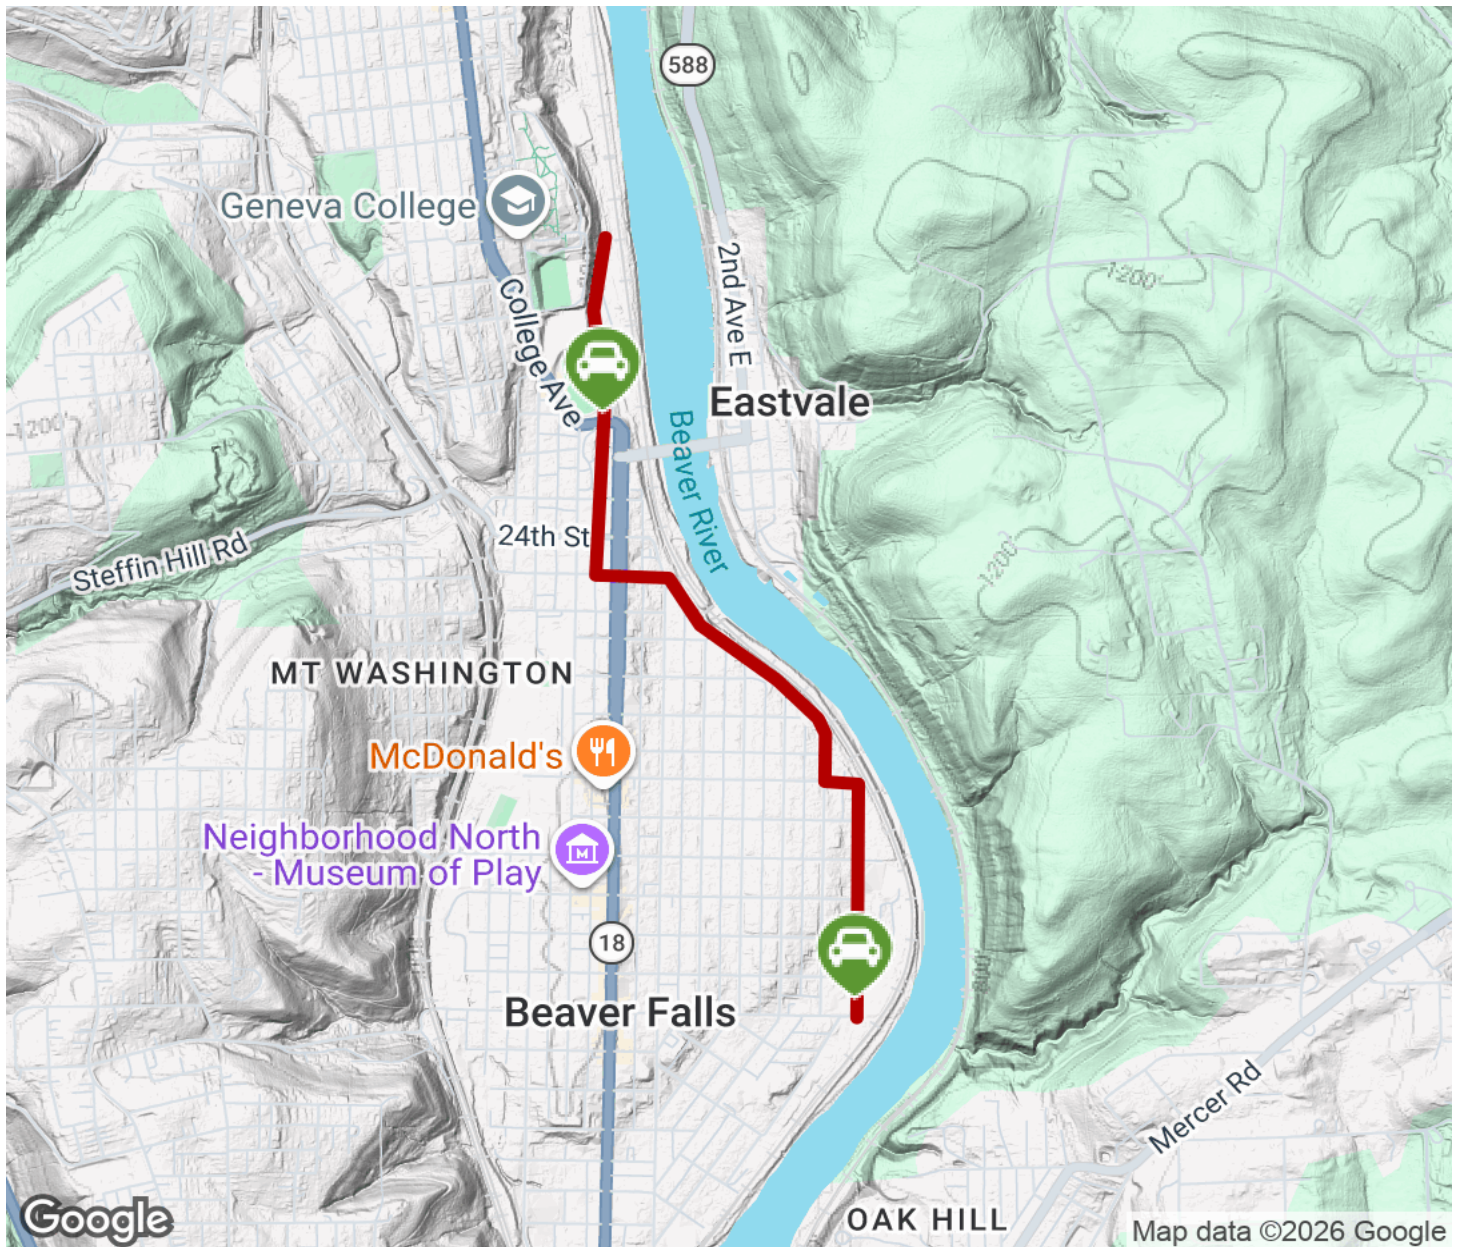 588
Geneva College
2nd Ave E
College Ave
Eastvale
1200'
1200'
Beaver River
24th St
Steffin Hill Rd
1200'
MT WASHINGTON
McDonald's
Neighborhood North
- Museum of Play
18
Beaver Falls
Mercer Rd
OAK HILL
Google
Map data ©2026 Google